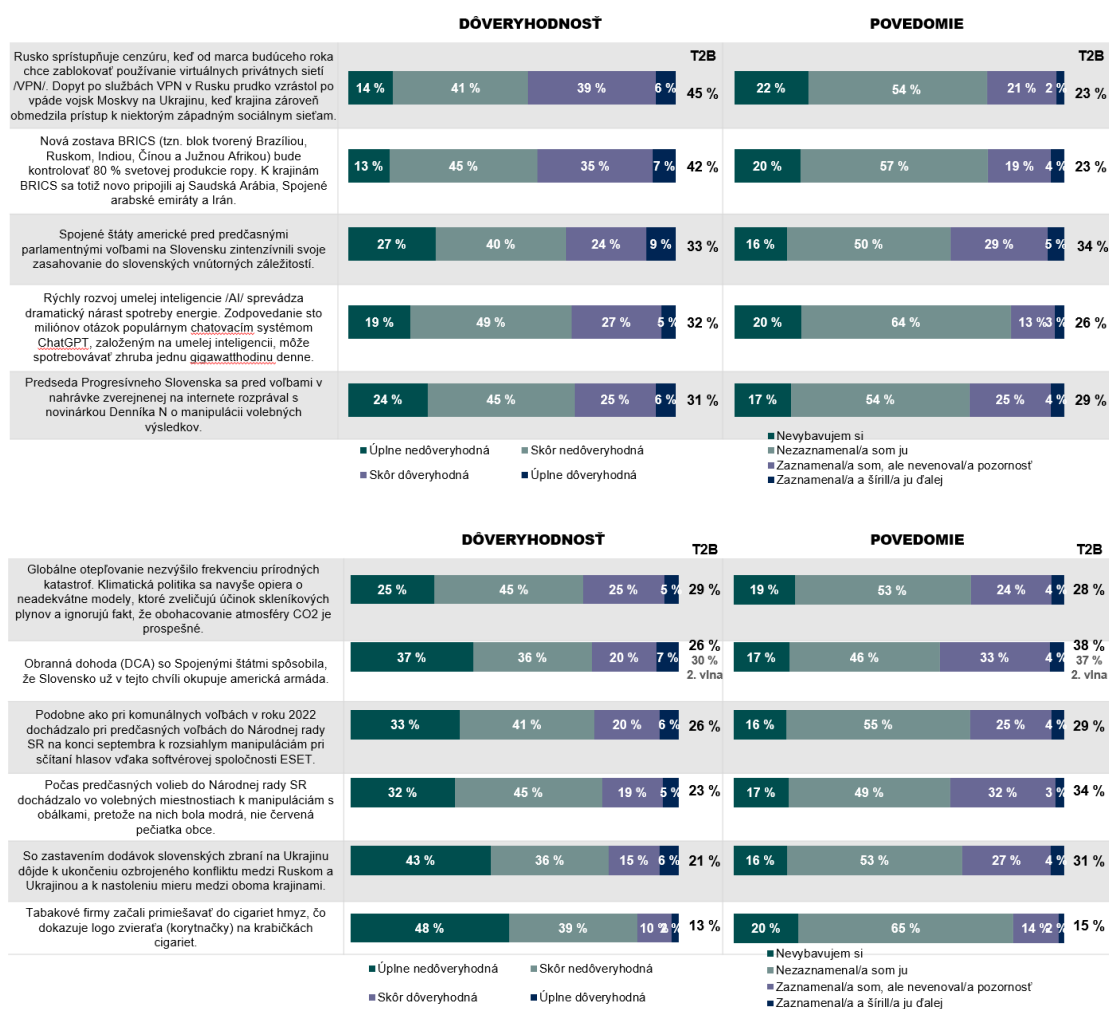 DÔVERYHODNOSŤ
POVEDOMIE
T2B
T2B
Rusko sprístupňuje cenzúru, keď od marca budúceho roka
chce zablokovať používanie virtuálnych privátnych sietí
/VPN/. Dopyt po službách VPN v Rusku prudko vzrástol po
vpáde vojsk Moskvy na Ukrajinu, keď krajina zároveň
obmedzila prístup k niektorým západným sociálnym sieťam.
14 % 41 % 39 % 6 % 45 %
22 % 54 % 21 % 2 % 23 %
Nová zostava BRICS (tzn. blok tvorený Brazíliou,
Ruskom, Indiou, Čínou a Južnou Afrikou) bude
kontrolovať 80 % svetovej produkcie ropy. K krajinám
BRICS sa totiž novo pripojili aj Saudská Arábia, Spojené
arabské emiráty a Irán.
13 % 45 % 35 % 7 % 42 %
20 % 57 % 19 % 4 % 23 %
Spojené štáty americké pred predčasnými
parlamentnými voľbami na Slovensku zintenzívnili svoje
zasahovanie do slovenských vnútorných záležitostí.
27 % 40 % 24 % 9 % 33 %
16 % 50 % 29 % 5 % 34 %
Rýchly rozvoj umelej inteligencie /AI/ sprevádza
dramatický nárast spotreby energie. Zodpovedanie sto
miliónov otázok populárnym chatovacím systémom
ChatGPT, založeným na umelej inteligencii, môže
spotrebovávať zhruba jednu gigawatthodinu denne.
19 % 49 % 27 % 5 % 32 %
20 % 64 % 13 % 3 % 26 %
Predseda Progresívneho Slovenska sa pred voľbami v
nahrávke zverejnenej na internete rozprával s
novinárkou Denníka N o manipulácii volebných
výsledkov.
24 % 45 % 25 % 6 % 31 %
17 % 54 % 25 % 4 % 29 %
Úplne nedôveryhodná
Skôr nedôveryhodná
Skôr dôveryhodná
Úplne dôveryhodná
Nevybavujem si
Nezaznamenal/a som ju
Zaznamenal/a som, ale nevenoval/a pozornosť
Zaznamenal/a a šírill/a ju ďalej
DÔVERYHODNOSŤ
POVEDOMIE
T2B
T2B
Globálne otepľovanie nezvýšilo frekvenciu prírodných
katastrof. Klimatická politika sa navyše opiera o
neadekvátne modely, ktoré zveličujú účinok skleníkových
plynov a ignorujú fakt, že obohacovanie atmosféry CO2 je
prospešné.
25 % 45 % 25 % 5 % 29 %
19 % 53 % 24 % 4 % 28 %
Obranná dohoda (DCA) so Spojenými štátmi spôsobila,
že Slovensko už v tejto chvíli okupuje americká armáda.
37 % 36 % 20 % 7 % 26 %
30 %
2. vlna
17 % 46 % 33 % 4 % 38 %
37 %
2. vlna
Podobne ako pri komunálnych voľbách v roku 2022
dochádzalo pri predčasných voľbách do Národnej rady
SR na konci septembra k rozsiahlym manipuláciám pri
sčítaní hlasov vďaka softvérovej spoločnosti ESET.
33 % 41 % 20 % 6 % 26 %
16 % 55 % 25 % 4 % 29 %
Počas predčasných volieb do Národnej rady SR
dochádzalo vo volebných miestnostiach k manipuláciám s
obálkami, pretože na nich bola modrá, nie červená
pečiatka obce.
32 % 45 % 19 % 5 % 23 %
17 % 49 % 32 % 3 % 34 %
So zastavením dodávok slovenských zbraní na Ukrajinu
dôjde k ukončeniu ozbrojeného konfliktu medzi Ruskom a
Ukrajinou a k nastoleniu mieru medzi oboma krajinami.
43 % 36 % 15 % 6 % 21 %
16 % 53 % 27 % 4 % 31 %
Tabakové firmy začali primiešavať do cigariet hmyz, čo
dokazuje logo zvieraťa (korytnačky) na krabičkách
cigariet.
48 % 39 % 10 % 2 % 13 %
20 % 65 % 14 % 2 % 15 %
Úplne nedôveryhodná
Skôr nedôveryhodná
Skôr dôveryhodná
Úplne dôveryhodná
Nevybavujem si
Nezaznamenal/a som ju
Zaznamenal/a som, ale nevenoval/a pozornosť
Zaznamenal/a a šírill/a ju ďalej